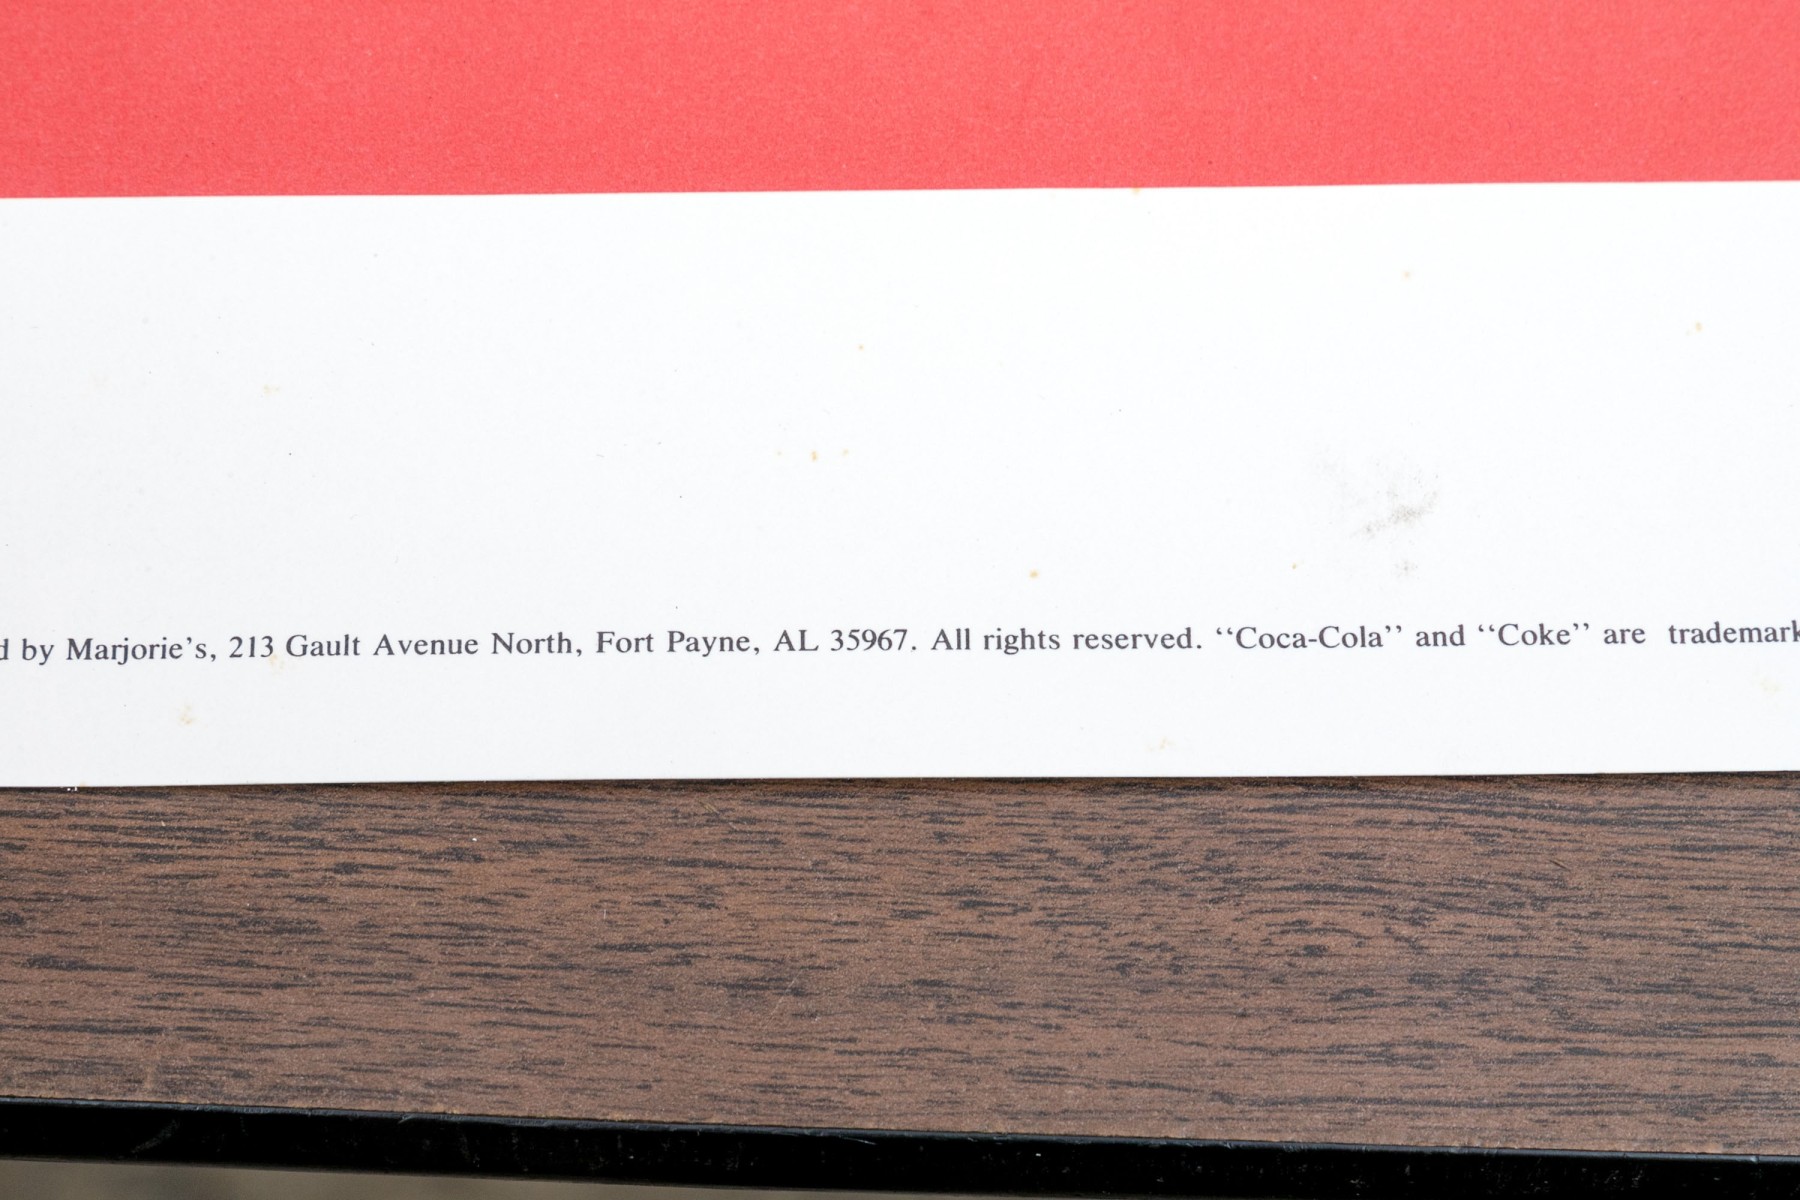 d by Marjorie's, 213 Gault Avenue North, Fort Payne, AL 35967. All rights reserved. ‘‘Coca-Cola’’ and ‘‘Coke’’ are trademark